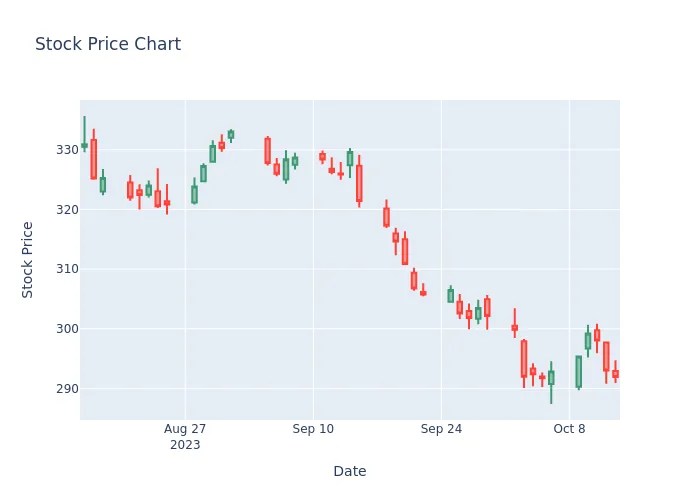 Stock Price Chart
Stock Price
330
320
310
300
290
Aug 27
2023
Sep 10
Sep 24
Oct 8
Date